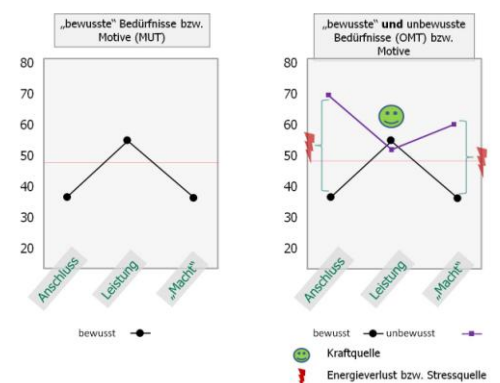 „bewusste“ Bedürfnisse bzw.
Motive (MUT)
80
70
60
50
40
30
20
Anschluss
Leistung
„Macht“
bewusst
„bewusste“ und unbewusste
Bedürfnisse (OMT) bzw.
Motive
80
70
60
50
40
30
20
Anschluss
Leistung
„Macht“
bewusst unbewusst
Kraftquelle
Energieverlust bzw. Stressquelle